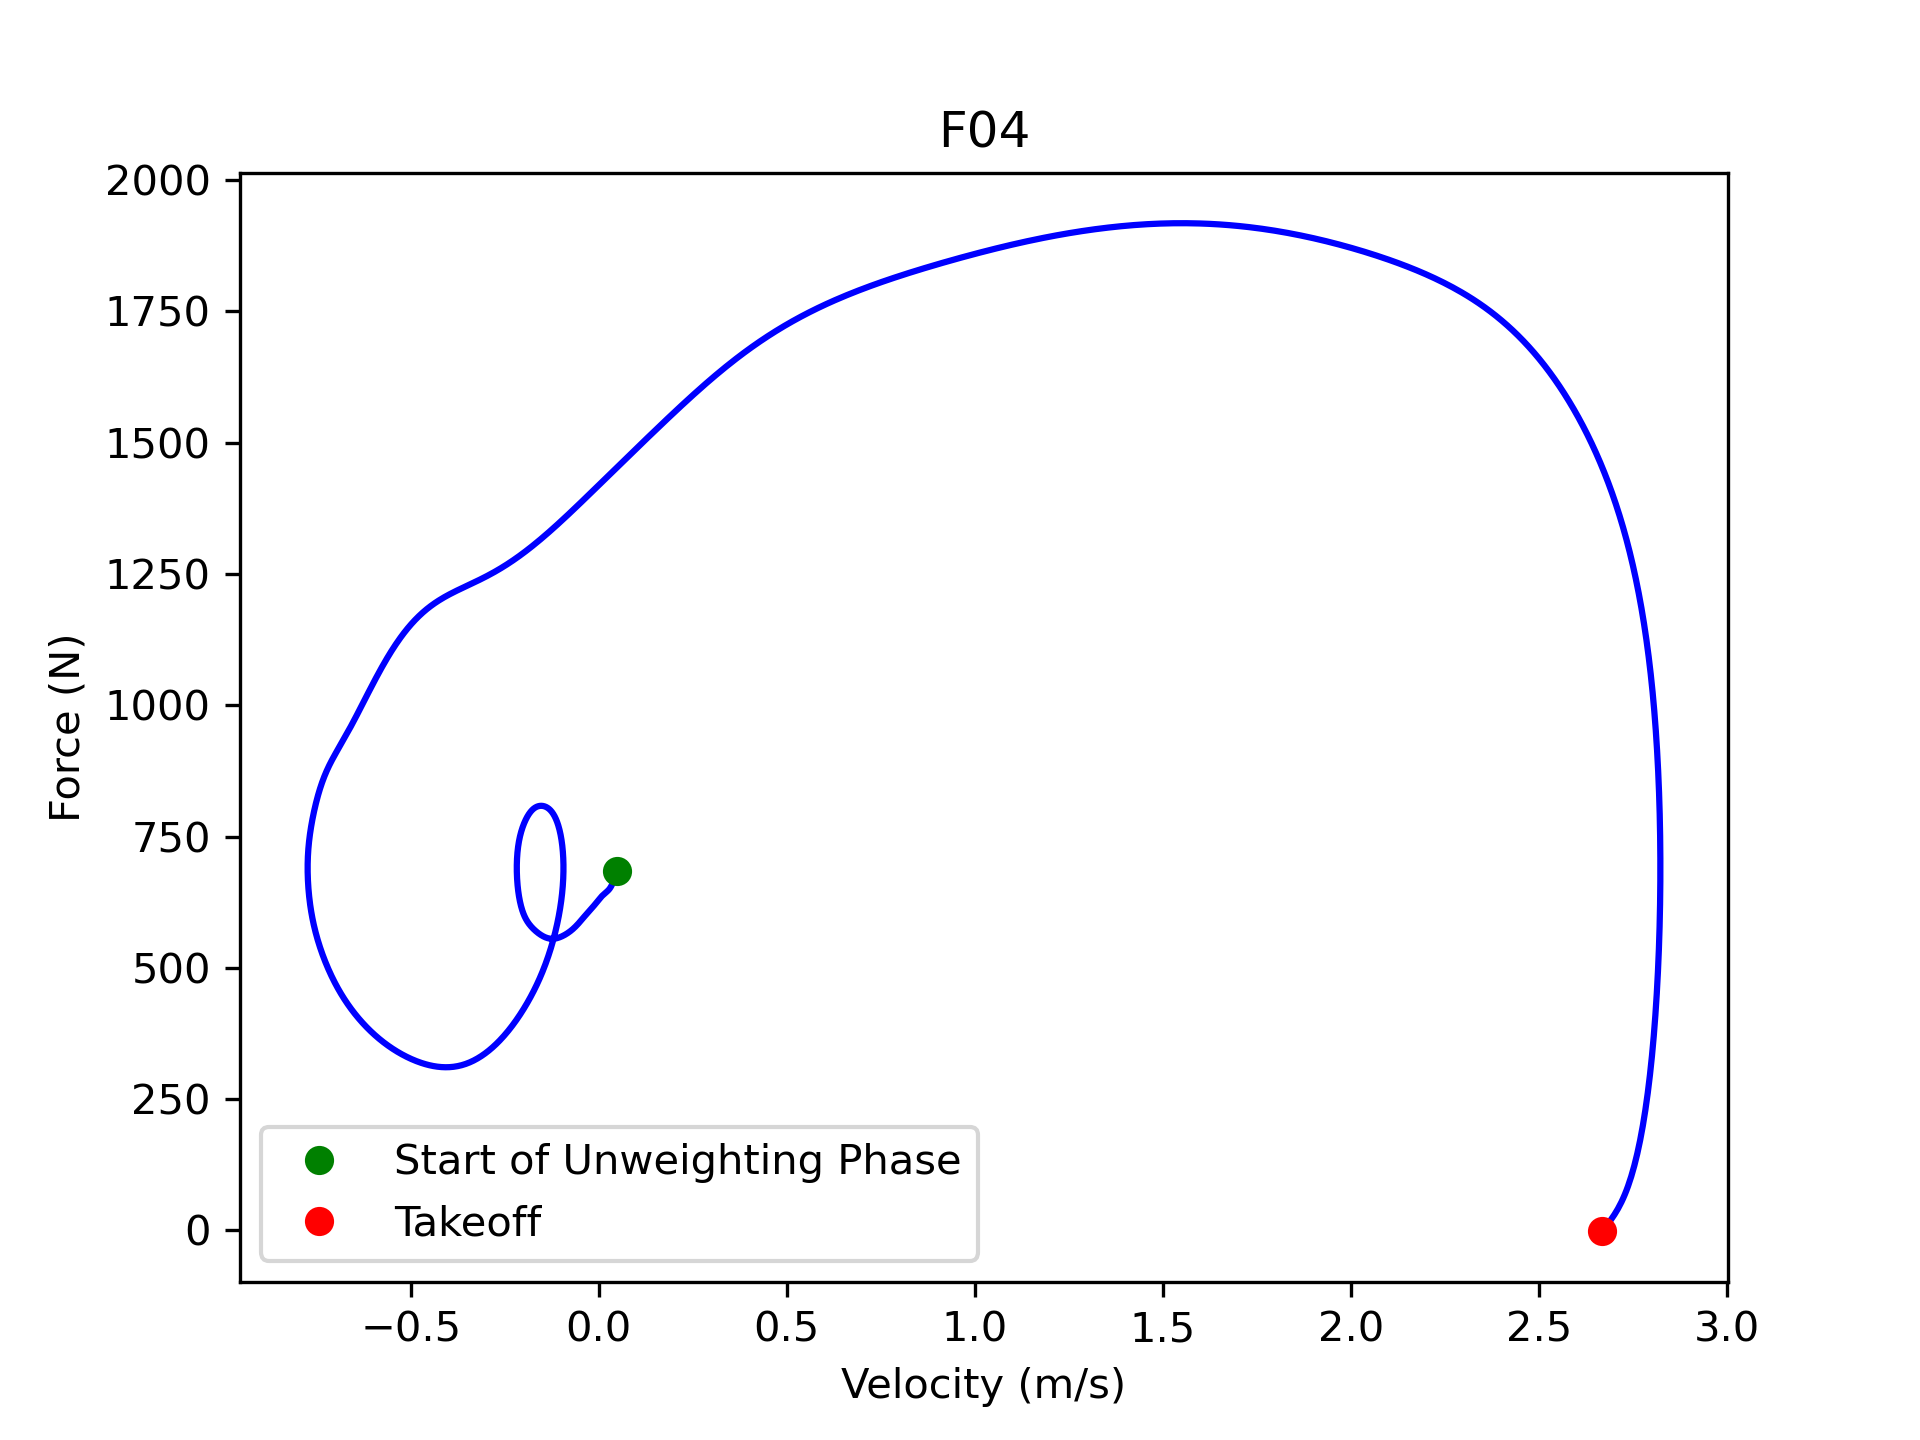 F04
2000
1750
1500
1250
1000
750
500
250
0
Force (N)
Start of Unweighting Phase
Takeoff
−0.5 0.0 0.5 1.0 1.5 2.0 2.5 3.0
Velocity (m/s)